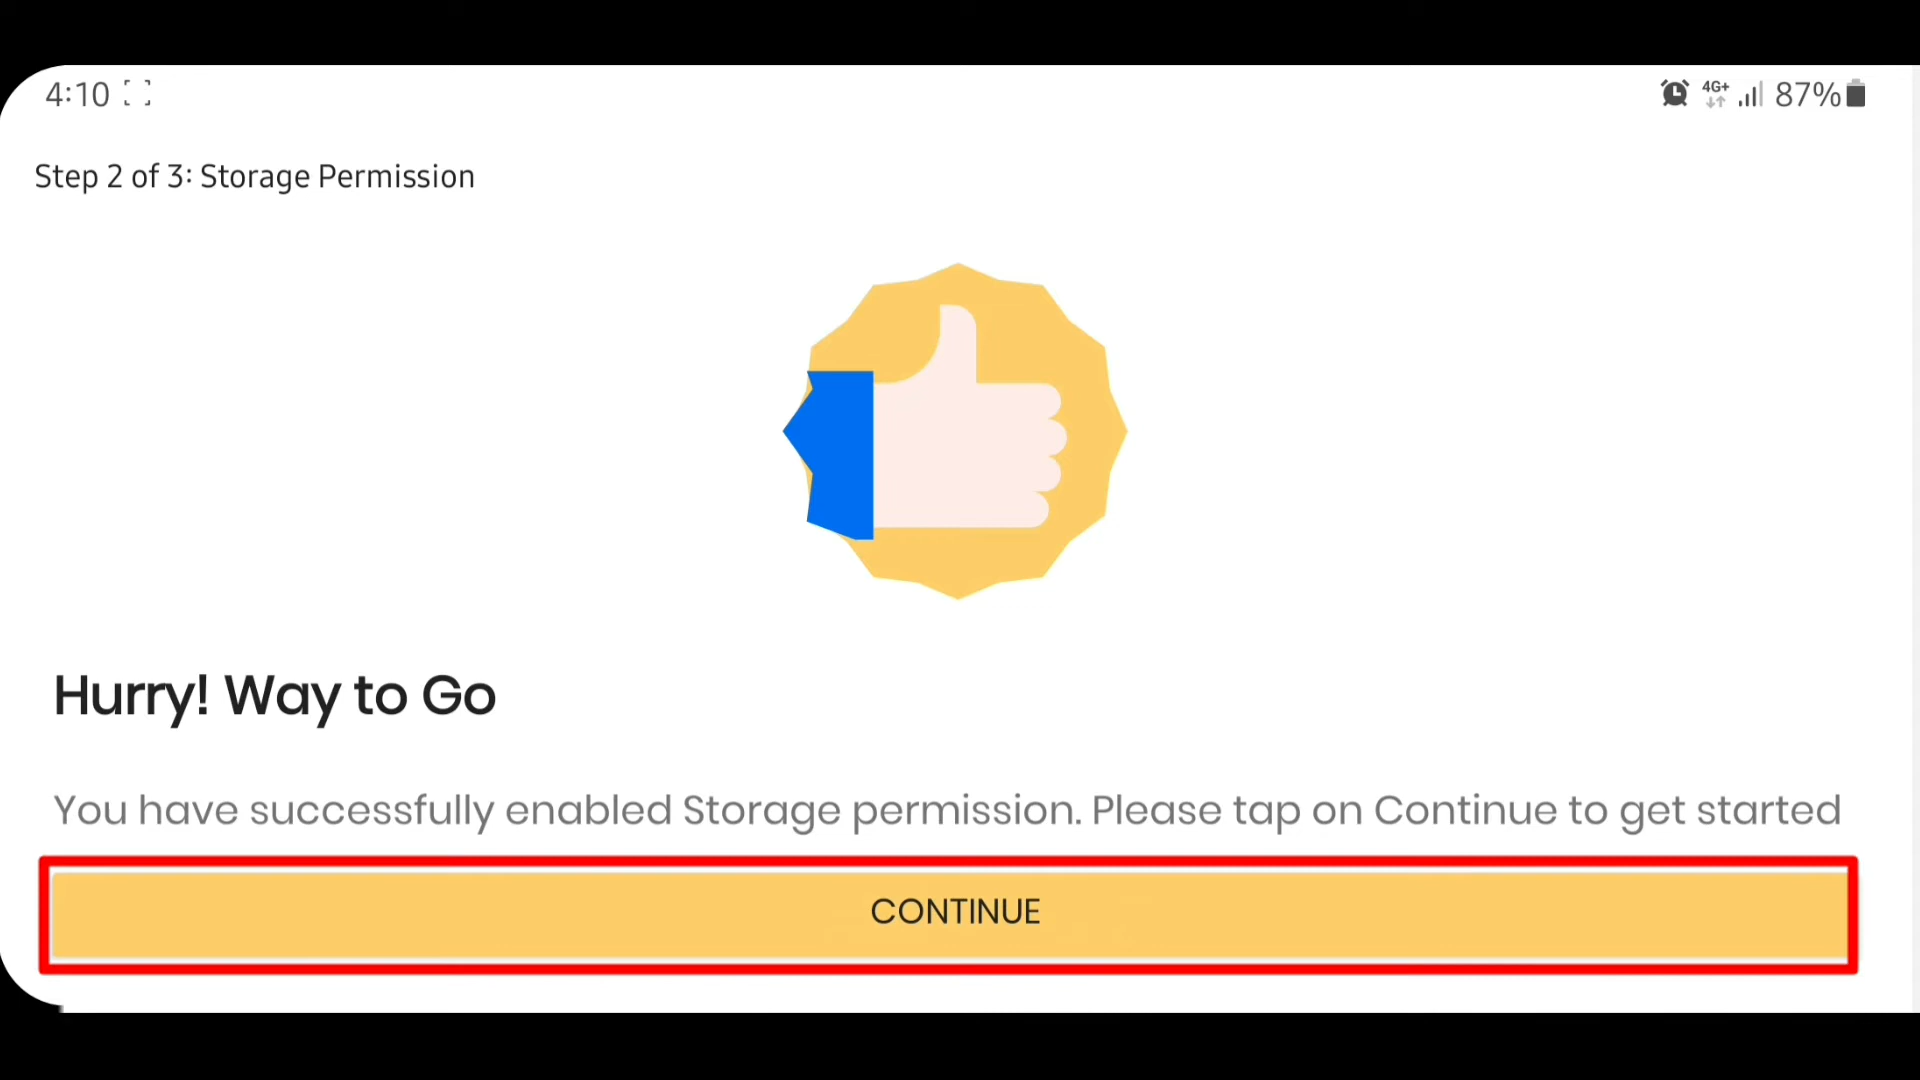 4:10
4G+
87%
Step 2 of 3: Storage Permission
Hurry! Way to Go
You have successfully enabled Storage permission. Please tap on Continue to get started
CONTINUE